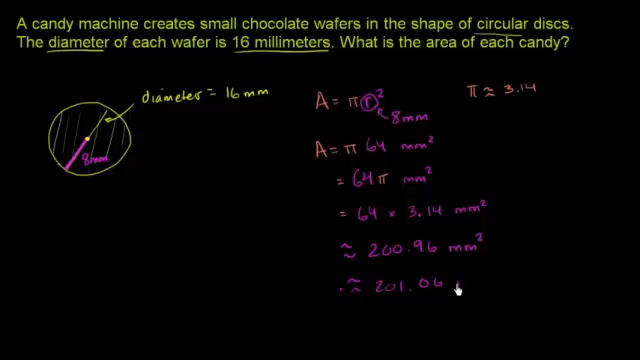 A candy machine creates small chocolate wafers in the shape of circular discs.
The diameter of each wafer is 16 millimeters. What is the area of each candy?
diameter = 16mm
8mm
A = π r²
8mm
π ≈ 3.14
A = π 64 mm²
= 64π mm²
= 64 × 3.14 mm²
≈ 200.96 mm²
≈ 201.06